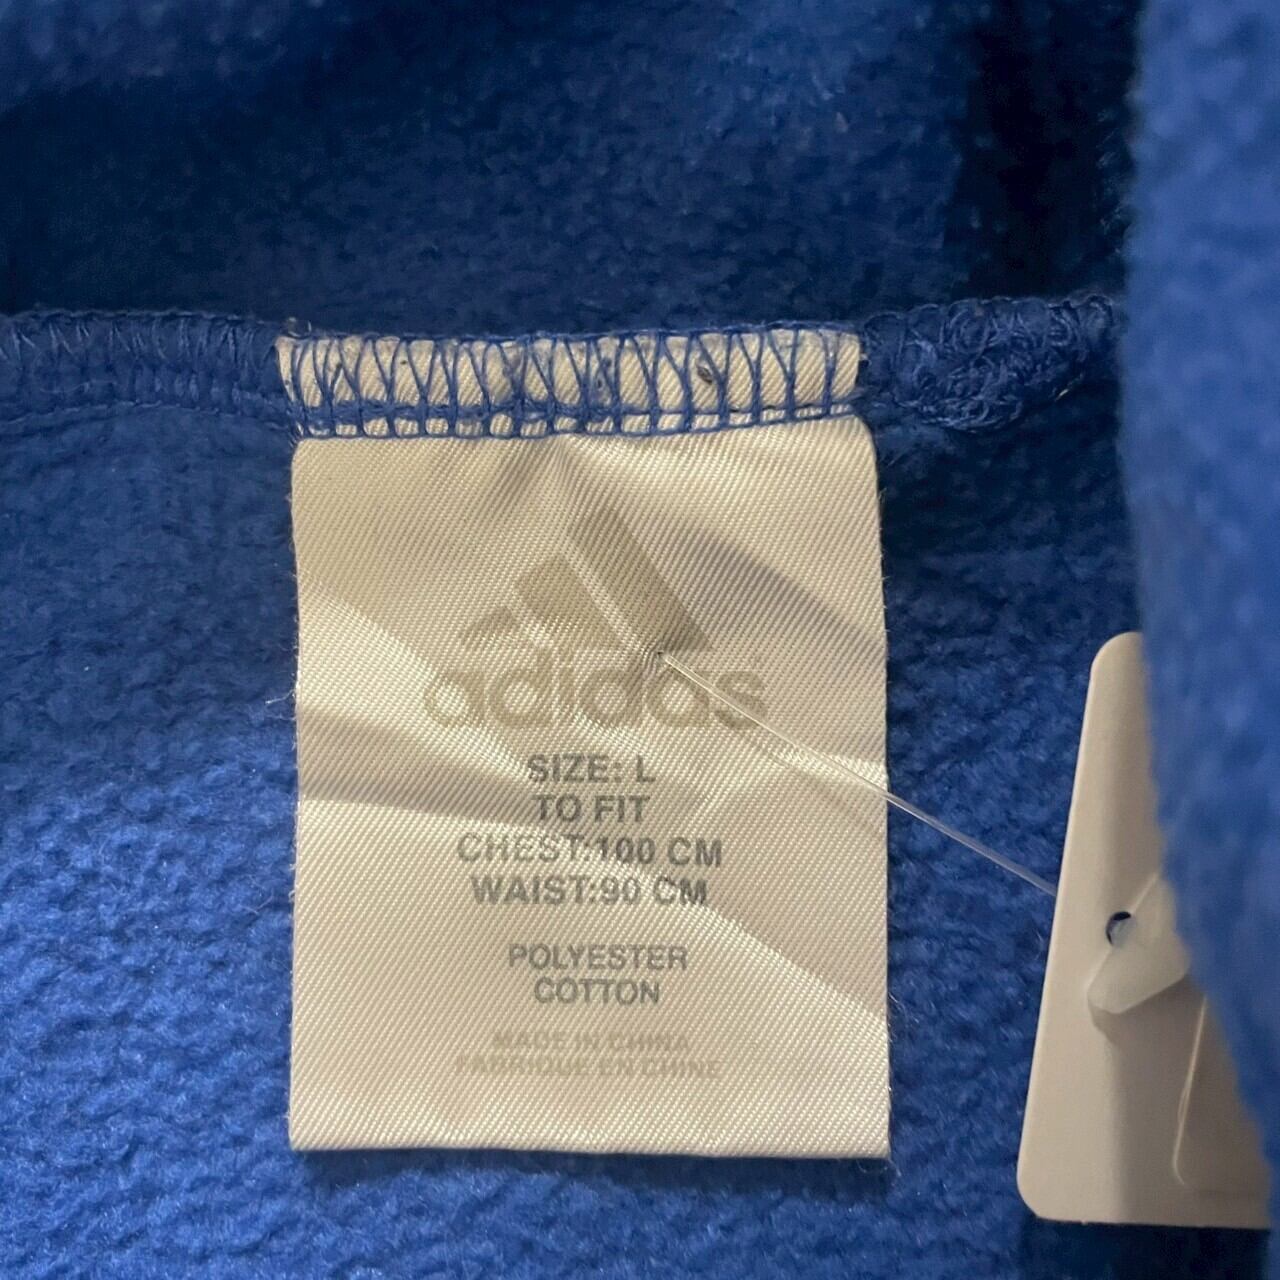 adidas
SIZE: L
TO FIT
CHEST:100 CM
WAIST:90 CM
POLYESTER
COTTON
MADE IN CHINA
FABRIQUE EN CHINE